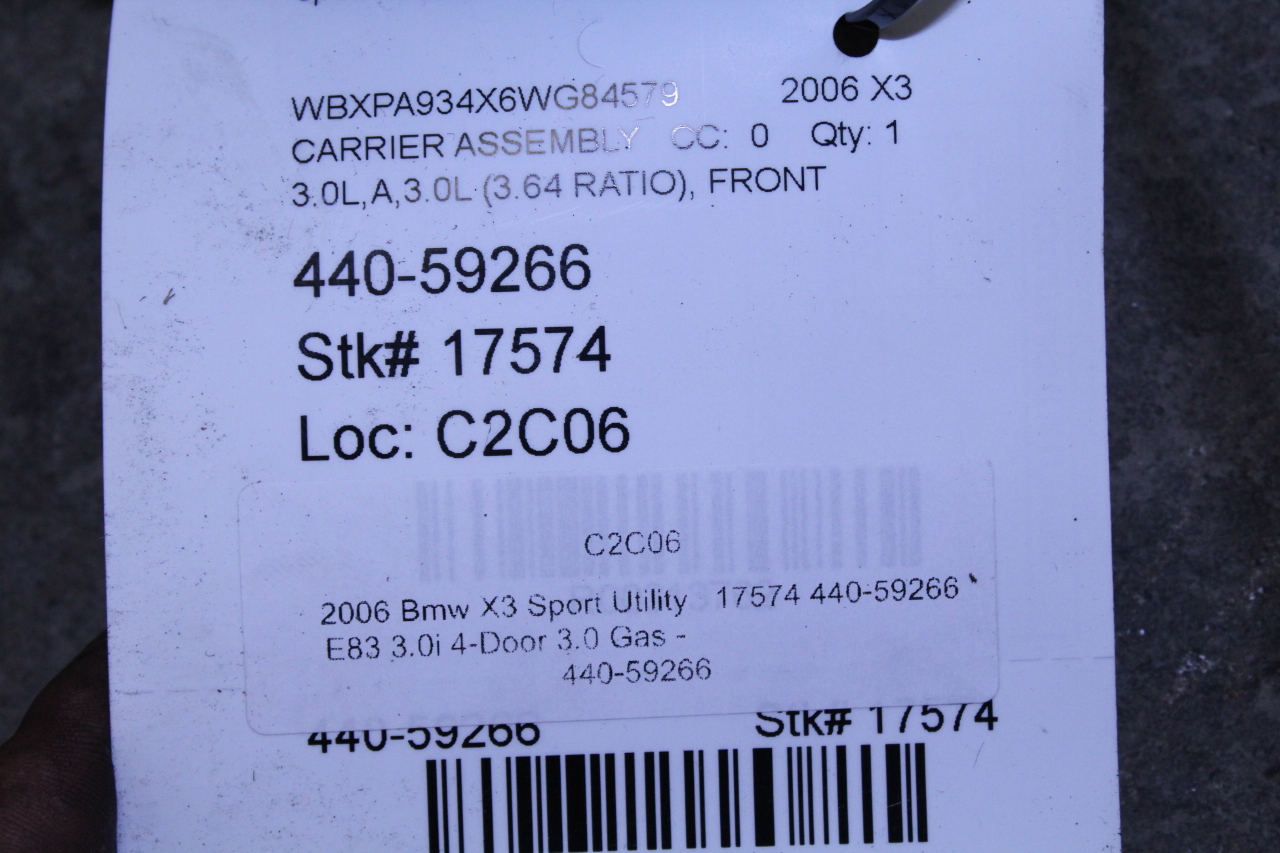 WBXPA934X6WG84579 2006 X3
CARRIER ASSEMBLY CC: 0 Qty: 1
3.0L,A,3.0L (3.64 RATIO), FRONT
440-59266
Stk# 17574
Loc: C2C06
C2C06
2006 Bmw X3 Sport Utility 17574 440-59266
E83 3.0i 4-Door 3.0 Gas -
440-59266
440-59266 Stk# 17574